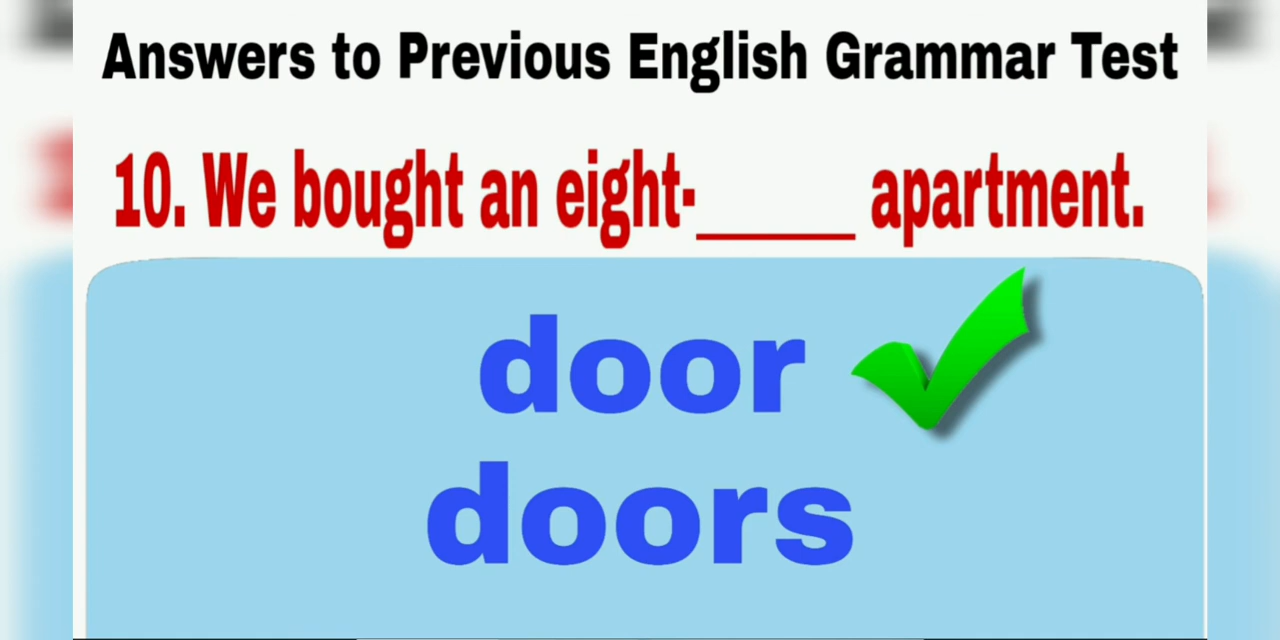 Answers to Previous English Grammar Test
10. We bought an eight-_____ apartment.
door
doors